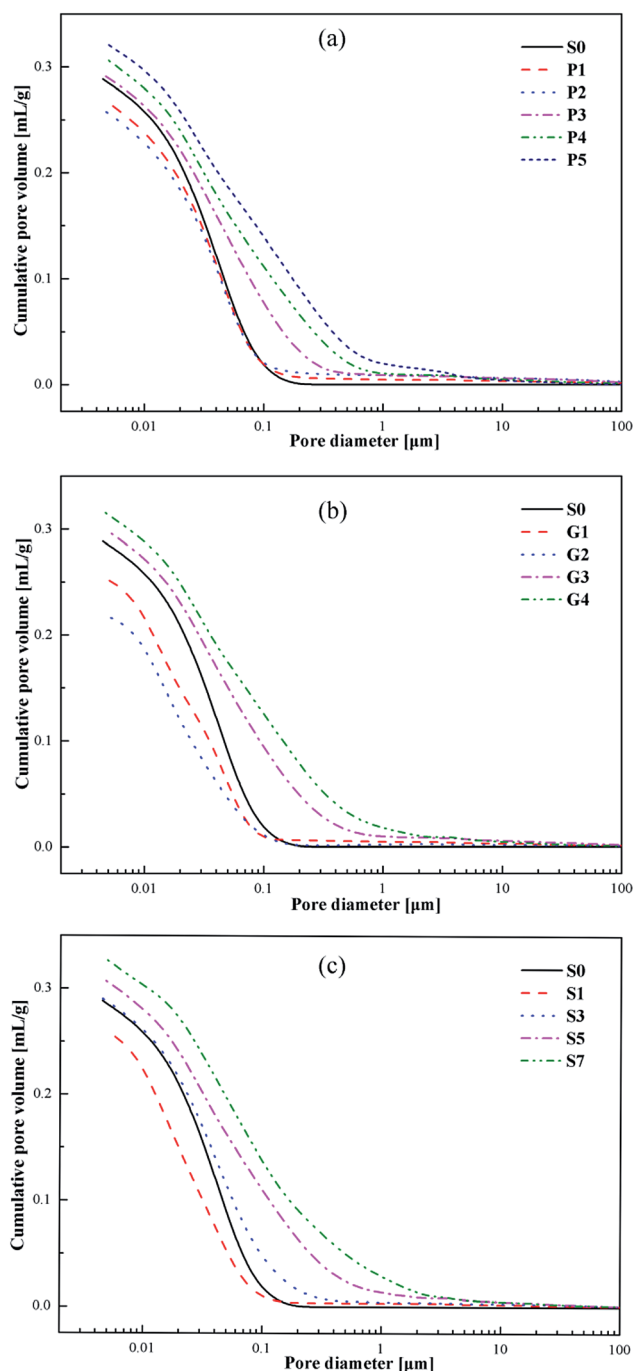 (a)
S0
P1
P2
P3
P4
P5
0.3
0.2
0.1
0.0
Cumulative pore volume [mL/g]
0.01 0.1 1 10 100
Pore diameter [μm]
(b)
S0
G1
G2
G3
G4
0.3
0.2
0.1
0.0
Cumulative pore volume [mL/g]
0.01 0.1 1 10 100
Pore diameter [μm]
(c)
S0
S1
S3
S5
S7
0.3
0.2
0.1
0.0
Cumulative pore volume [mL/g]
0.01 0.1 1 10 100
Pore diameter [μm]